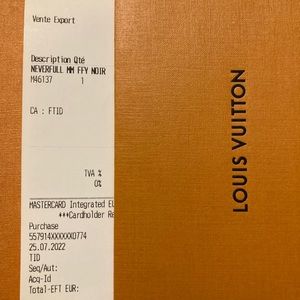 Vente Export
Description Qté
NEVERFULL MM FFY NOIR
M46137 1
CA : FTID
TVA %
0%
MASTERCARD Integrated EL
***Cardholder Re
Purchase
557914XXXXXX0774
25.07.2022
TID
Seq/Aut:
Acq-Id
Total-EFT EUR:
LOUIS VUITTON